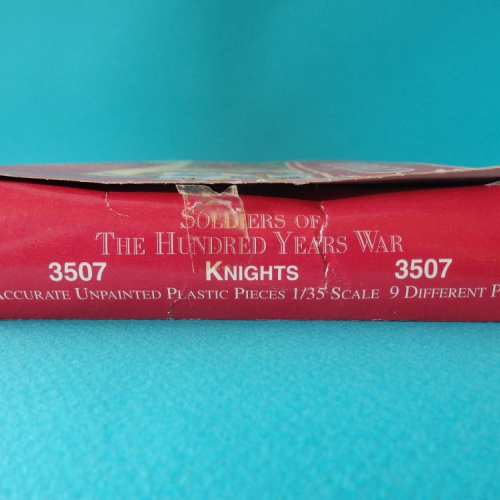 SOLDIERS OF
THE HUNDRED YEARS WAR
3507 KNIGHTS 3507
ACCURATE UNPAINTED PLASTIC PIECES 1/35 SCALE 9 DIFFERENT P